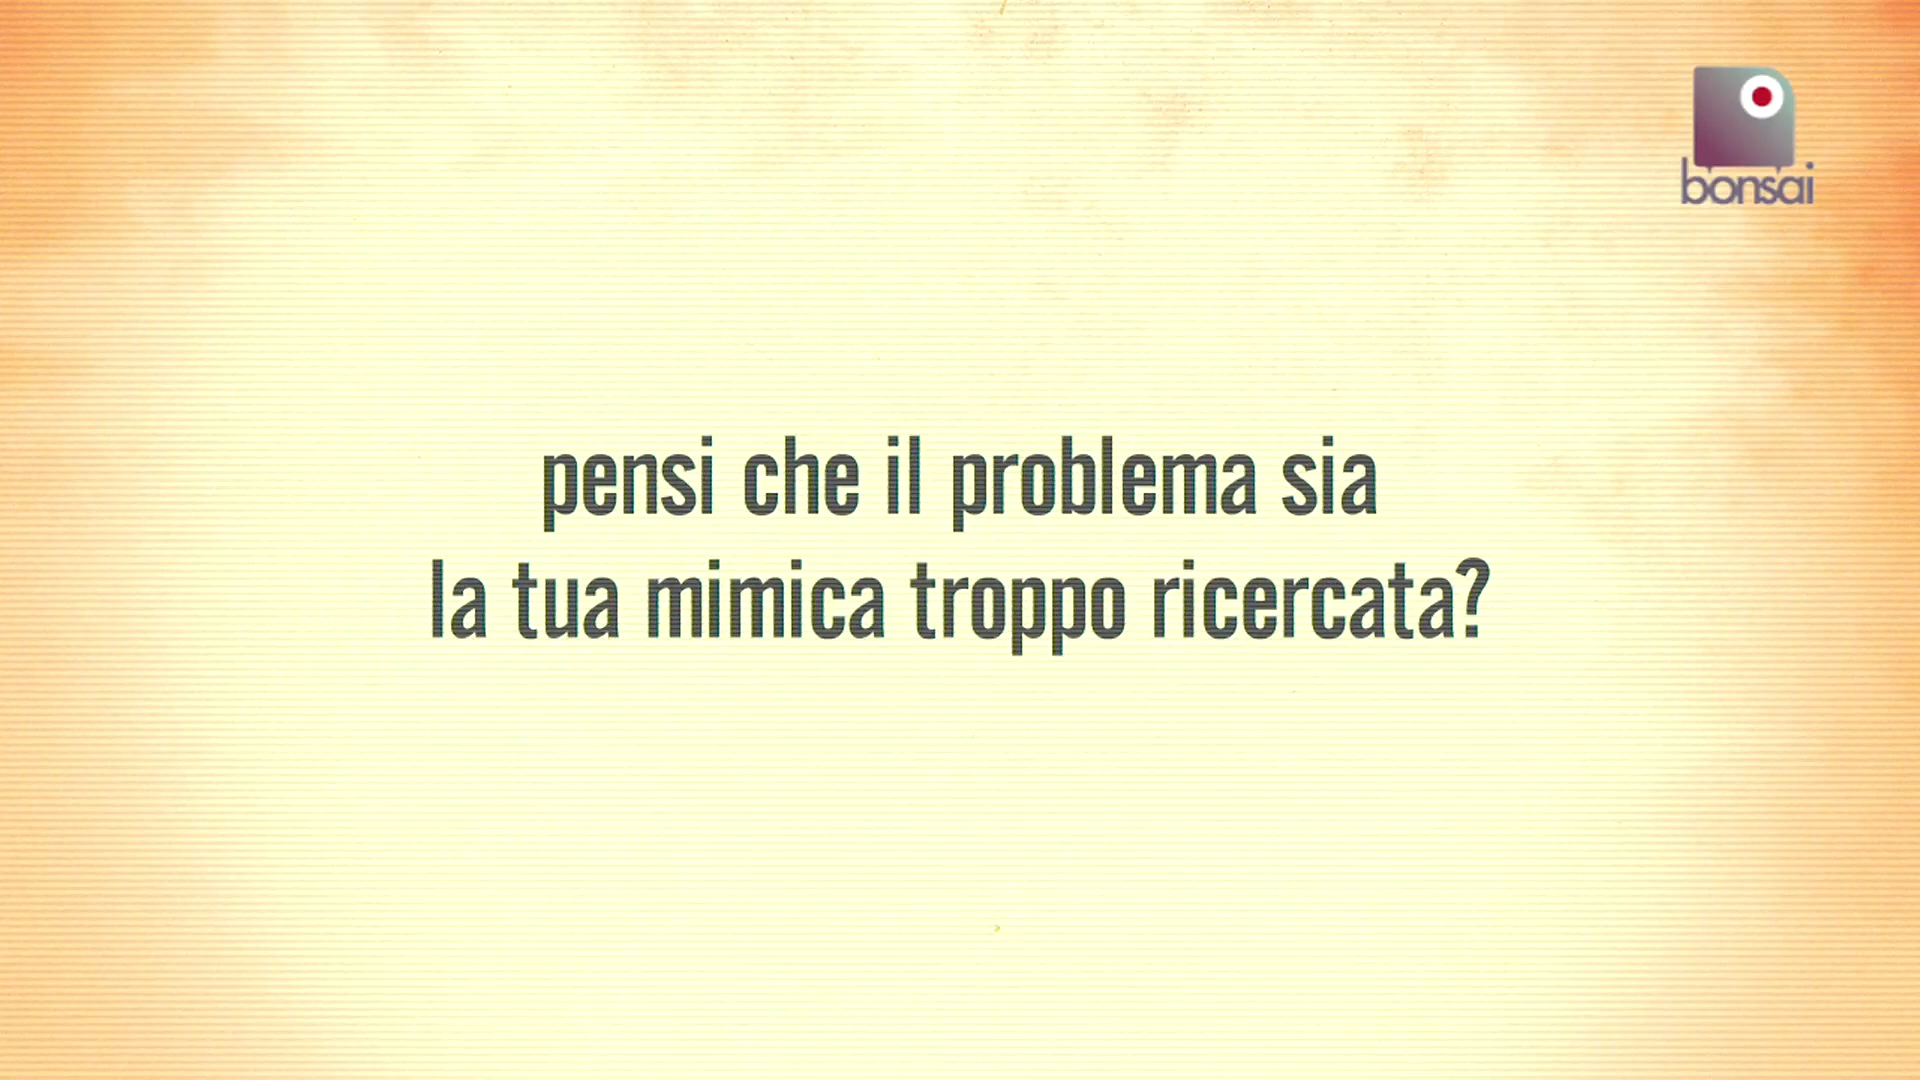 bonsai
pensi che il problema sia
la tua mimica troppo ricercata?